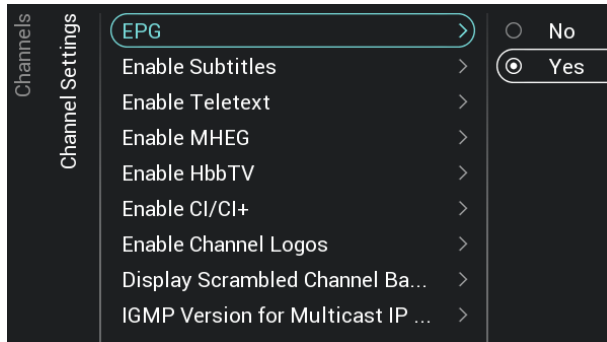 Channels
Channel Settings
EPG
Enable Subtitles
Enable Teletext
Enable MHEG
Enable HbbTV
Enable CI/CI+
Enable Channel Logos
Display Scrambled Channel Ba...
IGMP Version for Multicast IP ...
No
Yes